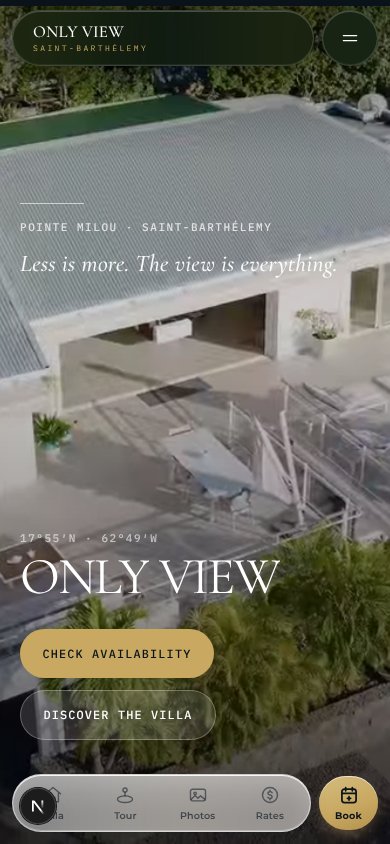 ONLY VIEW
SAINT-BARTHÉLEMY
POINTE MILOU · SAINT-BARTHÉLEMY
Less is more. The view is everything.
17°55'N · 62°49'W
ONLY VIEW
CHECK AVAILABILITY
DISCOVER THE VILLA
N
Tour
Photos
Rates
Book